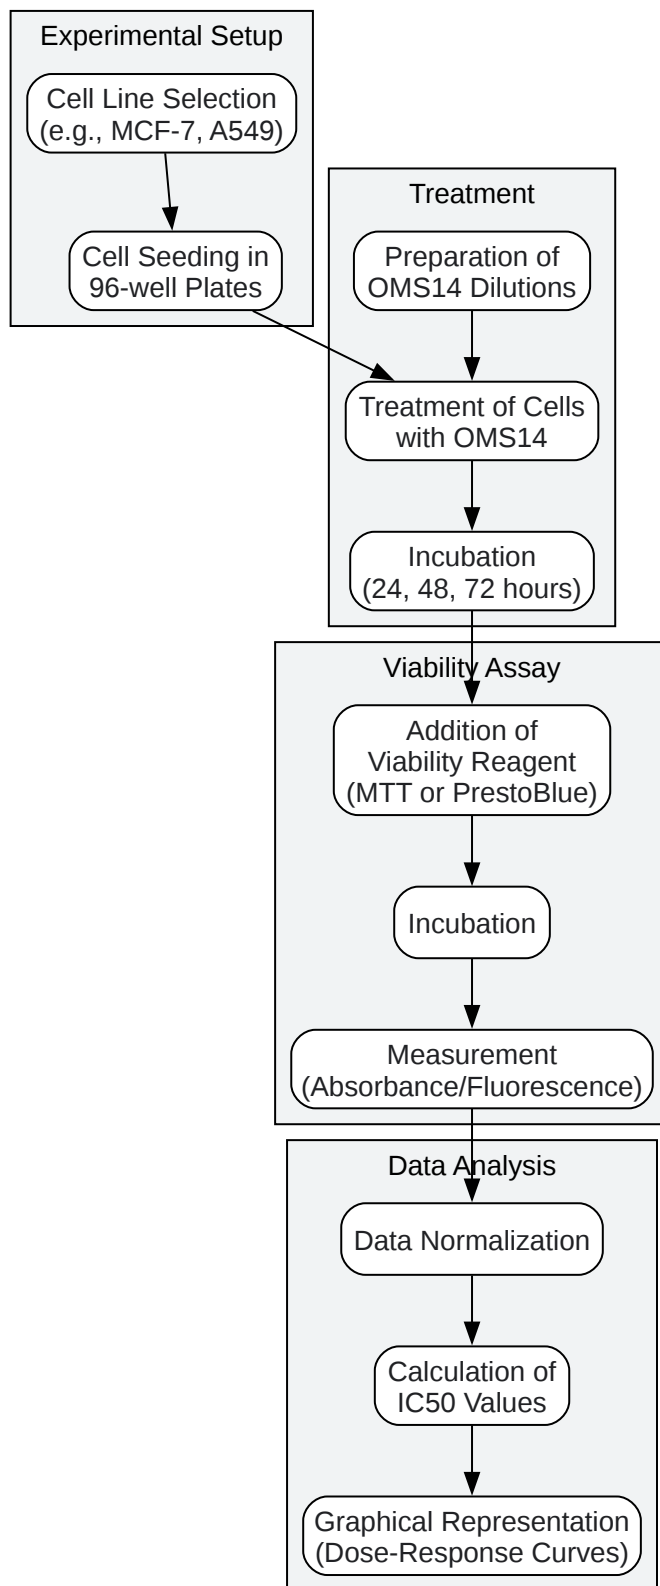 Experimental Setup
Cell Line Selection
(e.g., MCF-7, A549)
Cell Seeding in
96-well Plates
Treatment
Preparation of
OMS14 Dilutions
Treatment of Cells
with OMS14
Incubation
(24, 48, 72 hours)
Viability Assay
Addition of
Viability Reagent
(MTT or PrestoBlue)
Incubation
Measurement
(Absorbance/Fluorescence)
Data Analysis
Data Normalization
Calculation of
IC50 Values
Graphical Representation
(Dose-Response Curves)